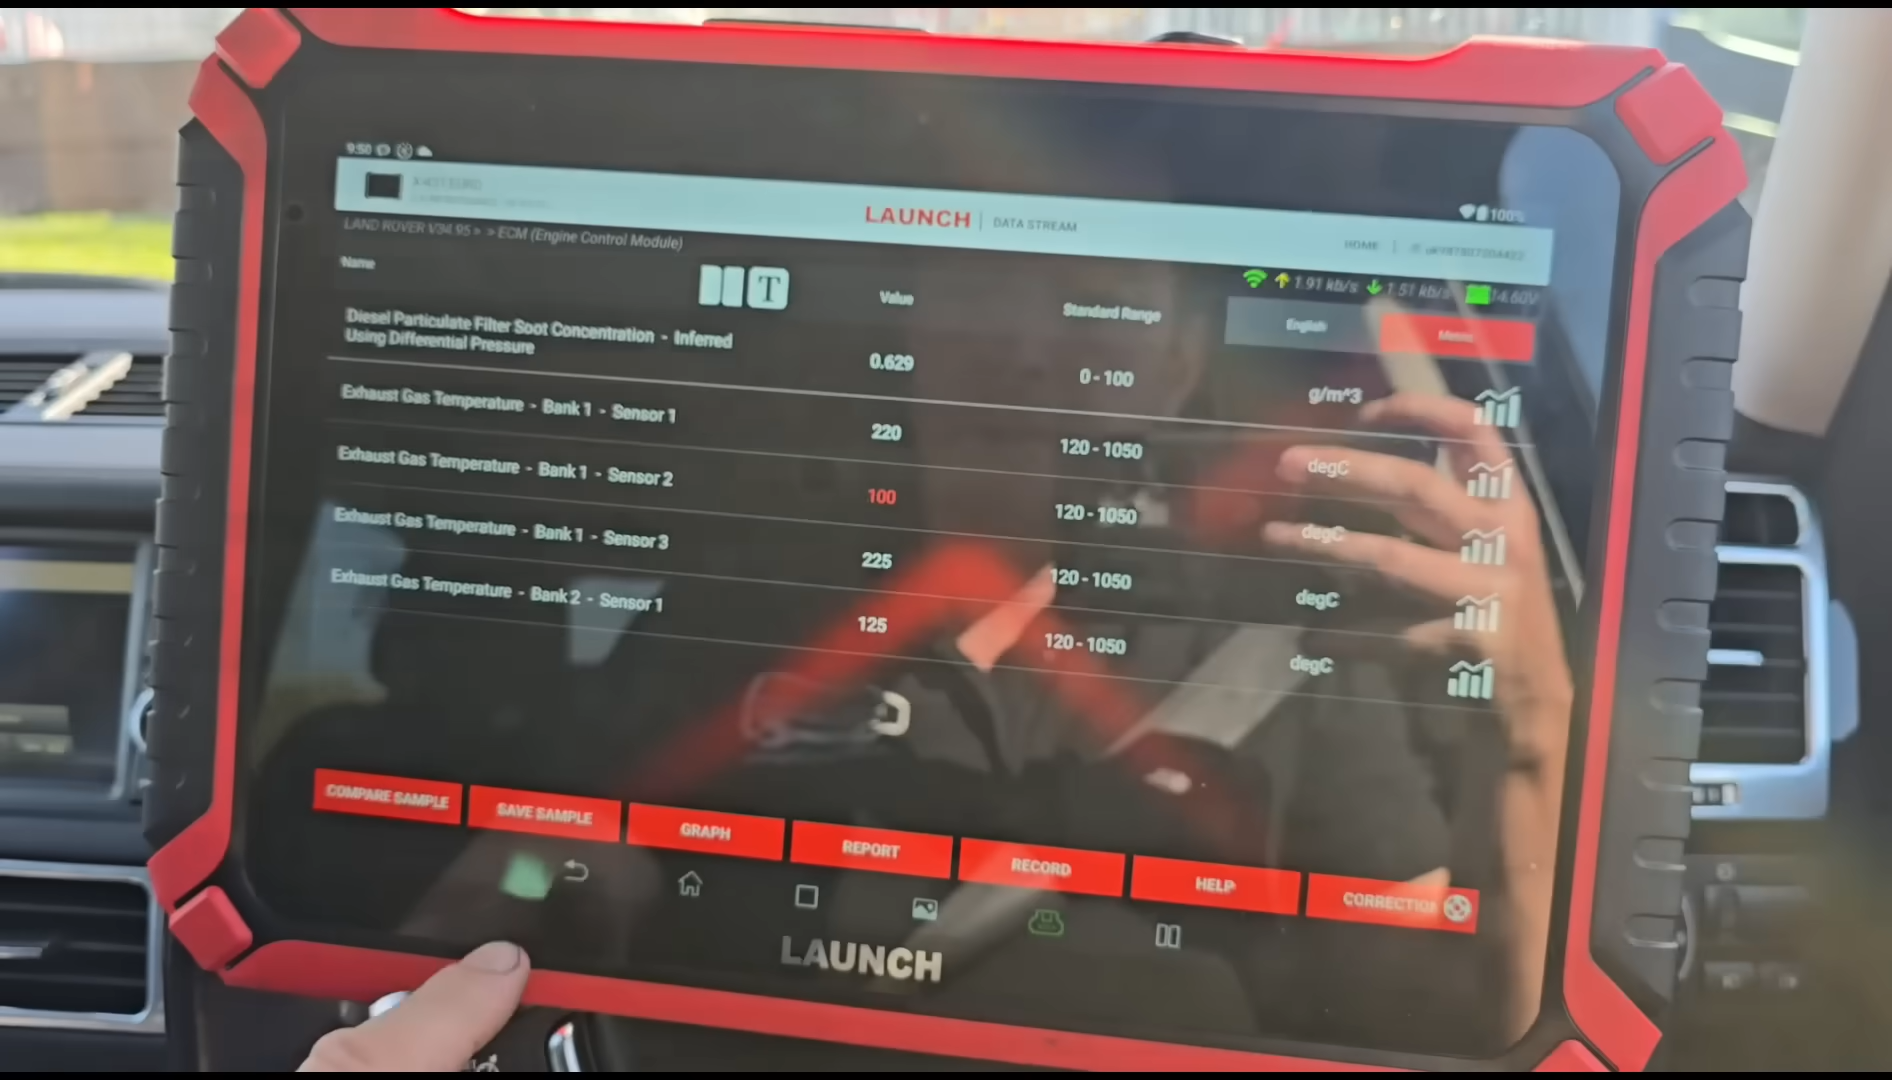 9:50
100%
LAUNCH | DATA STREAM
HOME
LAND ROVER V34.95 > > ECM (Engine Control Module)
1.91 kb/s 1.51 kb/s 14.60V
Name
T
Value
Standard Range
English
Metric
Diesel Particulate Filter Soot Concentration - Inferred
Using Differential Pressure
0.629
0 - 100
g/m^3
Exhaust Gas Temperature - Bank 1 - Sensor 1
220
120 - 1050
degC
Exhaust Gas Temperature - Bank 1 - Sensor 2
100
120 - 1050
degC
Exhaust Gas Temperature - Bank 1 - Sensor 3
225
120 - 1050
degC
Exhaust Gas Temperature - Bank 2 - Sensor 1
125
120 - 1050
degC
COMPARE SAMPLE
SAVE SAMPLE
GRAPH
REPORT
RECORD
HELP
CORRECTIO
LAUNCH